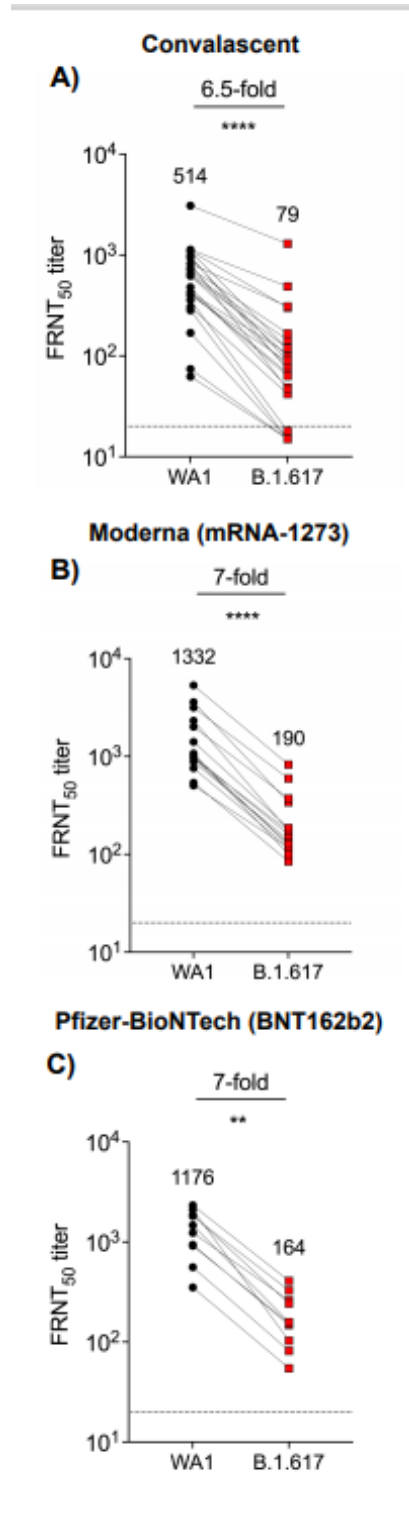 Convalascent
A)
6.5-fold
****
10⁴
514
79
10³
FRNT₅₀ titer
10²
10¹
WA1 B.1.617
Moderna (mRNA-1273)
B)
7-fold
****
10⁴
1332
190
10³
FRNT₅₀ titer
10²
10¹
WA1 B.1.617
Pfizer-BioNTech (BNT162b2)
C)
7-fold
**
10⁴
1176
164
10³
FRNT₅₀ titer
10²
10¹
WA1 B.1.617